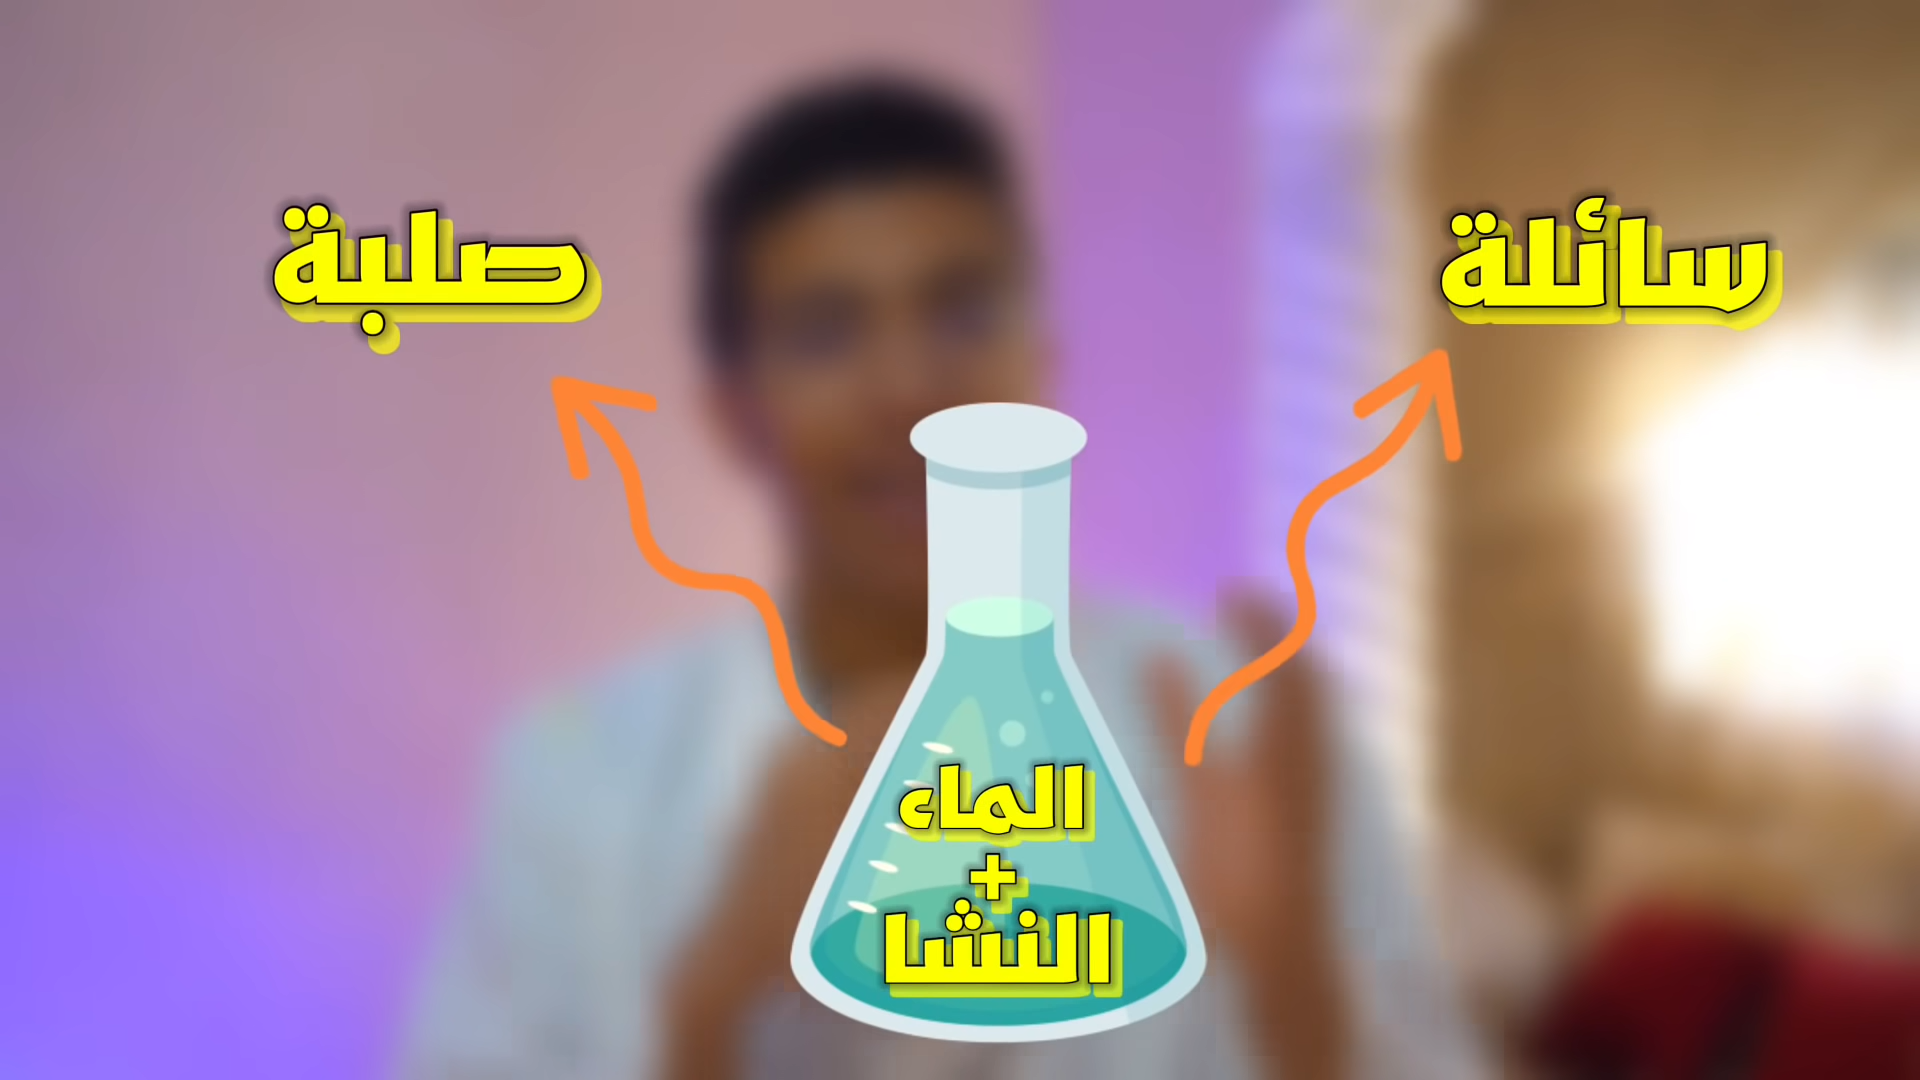 سائلة
صلبة
الماء
+
النشا